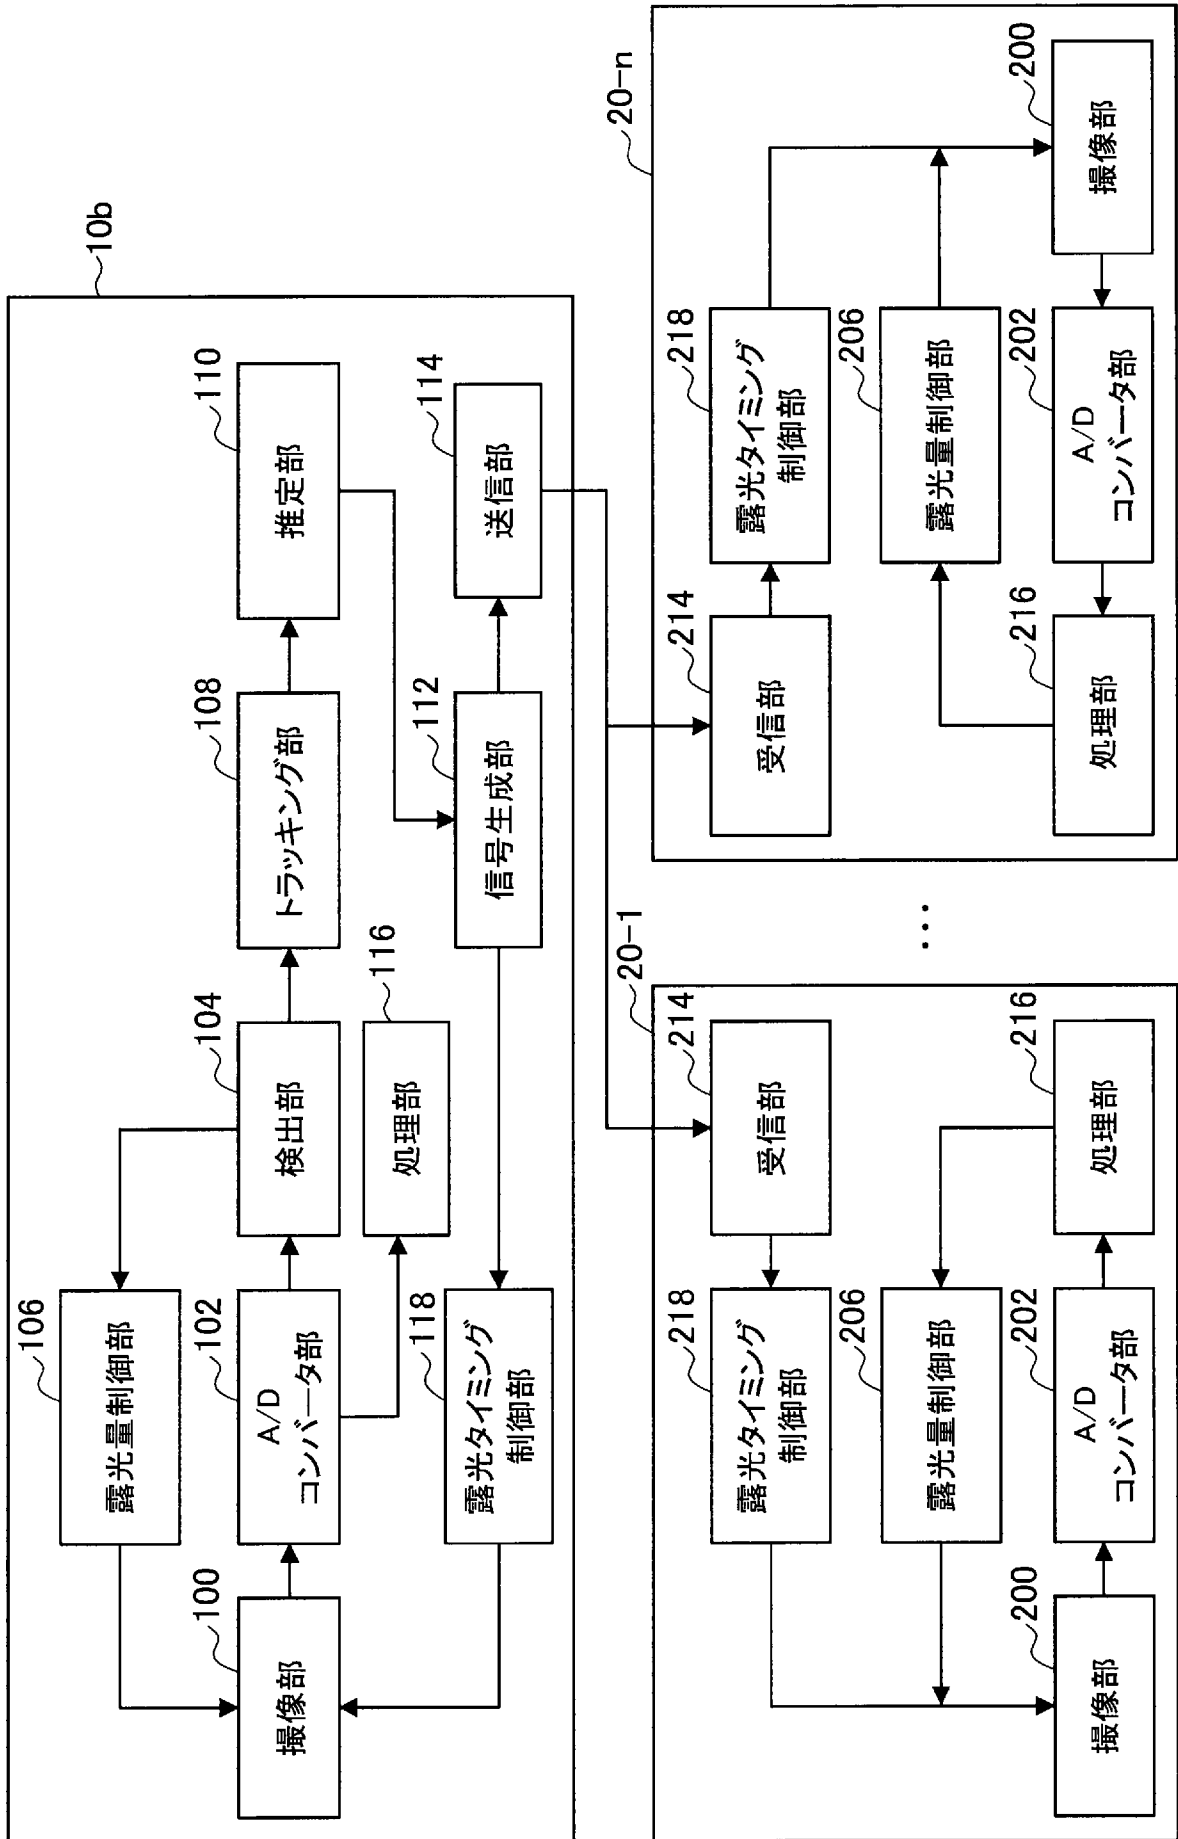 10b
106
露光量制御部
100
撮像部
102
A/D
コンバータ部
104
検出部
108
トラッキング部
110
推定部
116
処理部
118
露光タイミング
制御部
112
信号生成部
114
送信部
20-1
214
受信部
218
露光タイミング
制御部
206
露光量制御部
200
撮像部
202
A/D
コンバータ部
216
処理部
...
20-n
214
受信部
218
露光タイミング
制御部
206
露光量制御部
216
処理部
202
A/D
コンバータ部
200
撮像部